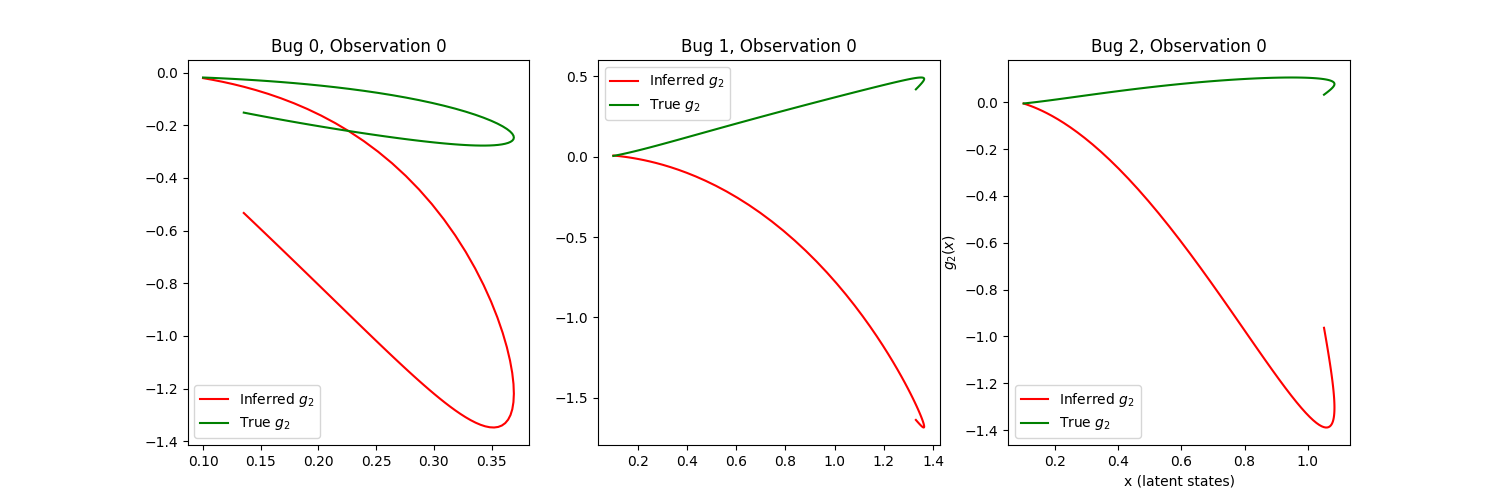 Bug 0, Observation 0
0.0
−0.2
−0.4
−0.6
−0.8
−1.0
−1.2
−1.4
Inferred g₂
True g₂
0.10 0.15 0.20 0.25 0.30 0.35
Bug 1, Observation 0
0.5
0.0
−0.5
−1.0
−1.5
Inferred g₂
True g₂
0.2 0.4 0.6 0.8 1.0 1.2 1.4
Bug 2, Observation 0
g₂(x)
0.0
−0.2
−0.4
−0.6
−0.8
−1.0
−1.2
−1.4
Inferred g₂
True g₂
0.2 0.4 0.6 0.8 1.0
x (latent states)